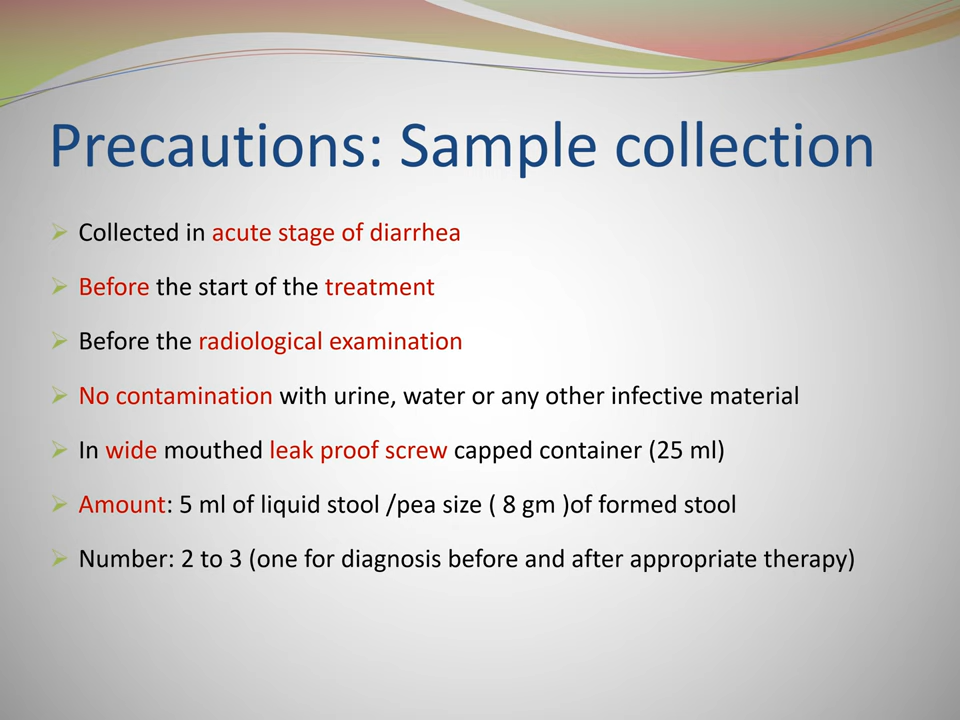 Precautions: Sample collection
Collected in acute stage of diarrhea
Before the start of the treatment
Before the radiological examination
No contamination with urine, water or any other infective material
In wide mouthed leak proof screw capped container (25 ml)
Amount: 5 ml of liquid stool /pea size ( 8 gm )of formed stool
Number: 2 to 3 (one for diagnosis before and after appropriate therapy)